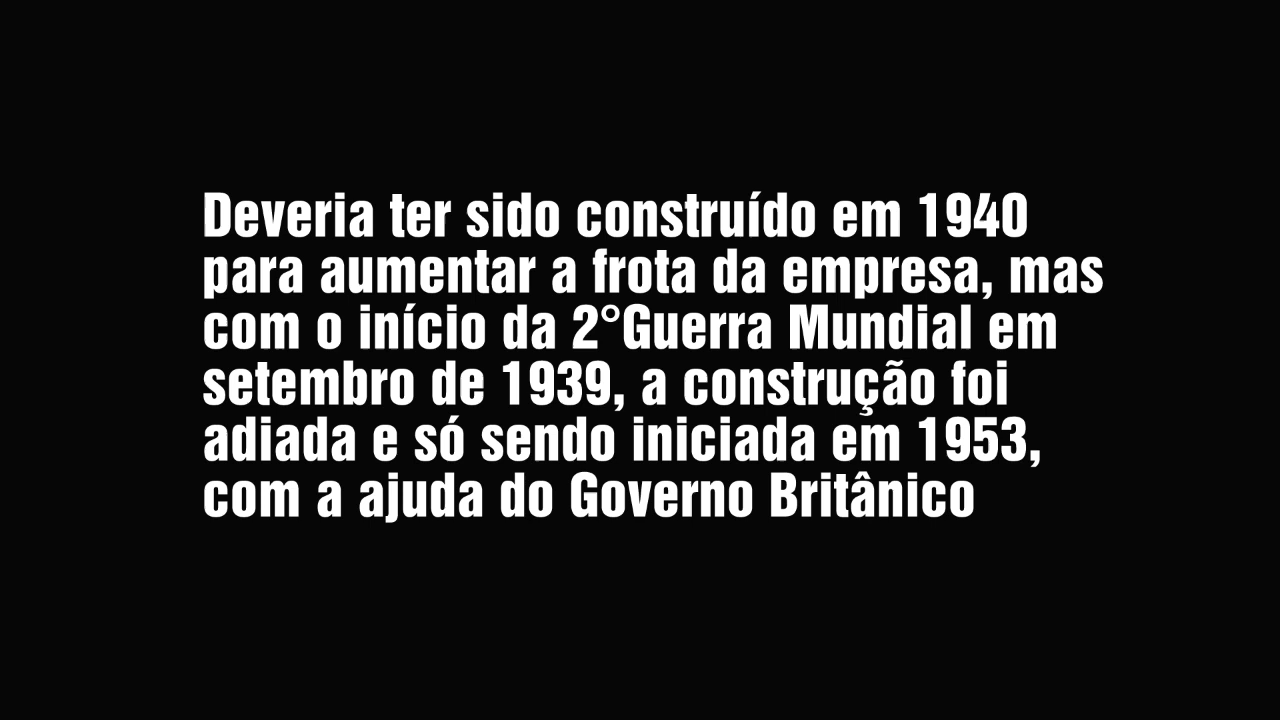 Deveria ter sido construído em 1940
para aumentar a frota da empresa, mas
com o início da 2°Guerra Mundial em
setembro de 1939, a construção foi
adiada e só sendo iniciada em 1953,
com a ajuda do Governo Britânico